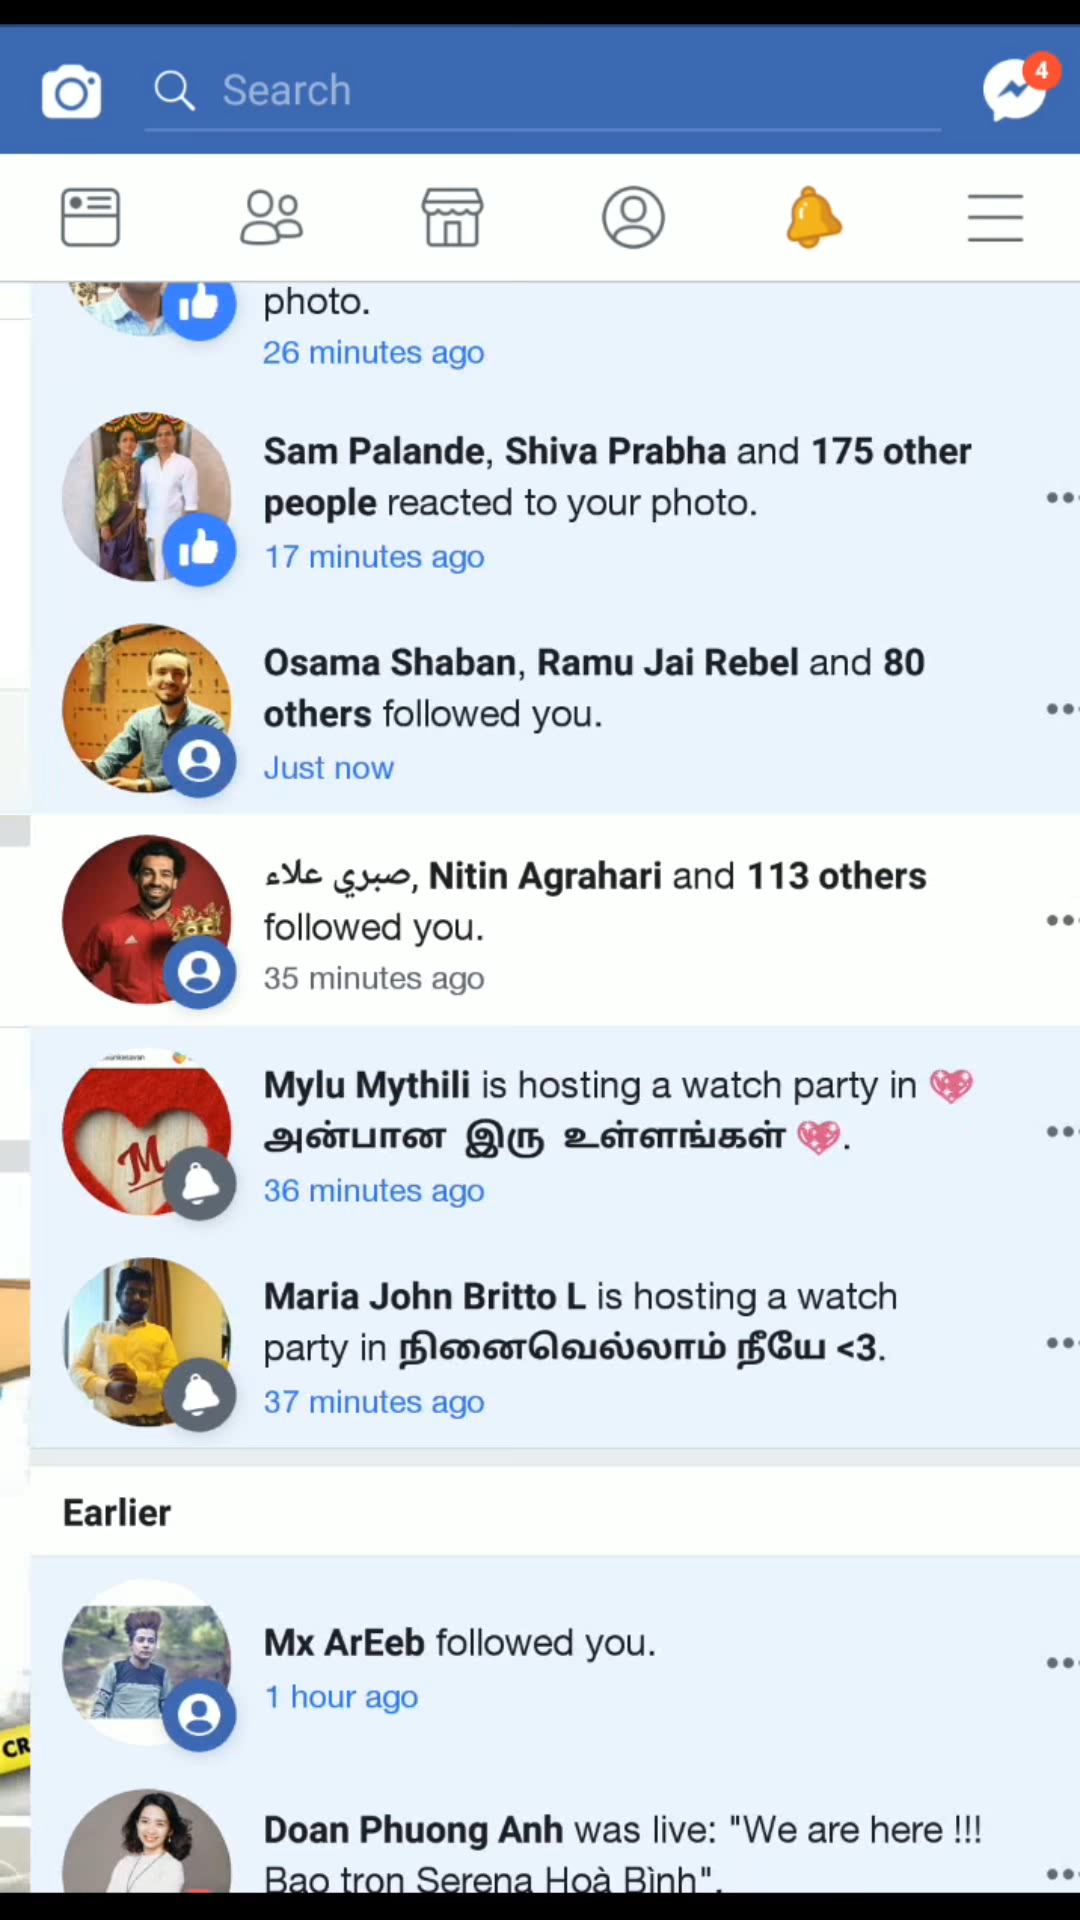 Search
4
photo.
26 minutes ago
Sam Palande, Shiva Prabha and 175 other
people reacted to your photo.
17 minutes ago
Osama Shaban, Ramu Jai Rebel and 80
others followed you.
Just now
صبري علاء, Nitin Agrahari and 113 others
followed you.
35 minutes ago
Mylu Mythili is hosting a watch party in 💖
அன்பான இரு உள்ளங்கள் 💖.
36 minutes ago
Maria John Britto L is hosting a watch
party in நினைவெல்லாம் நீயே <3.
37 minutes ago
Earlier
Mx ArEeb followed you.
1 hour ago
CR
Doan Phuong Anh was live: "We are here !!!
Bao tron Serena Hoà Bình".